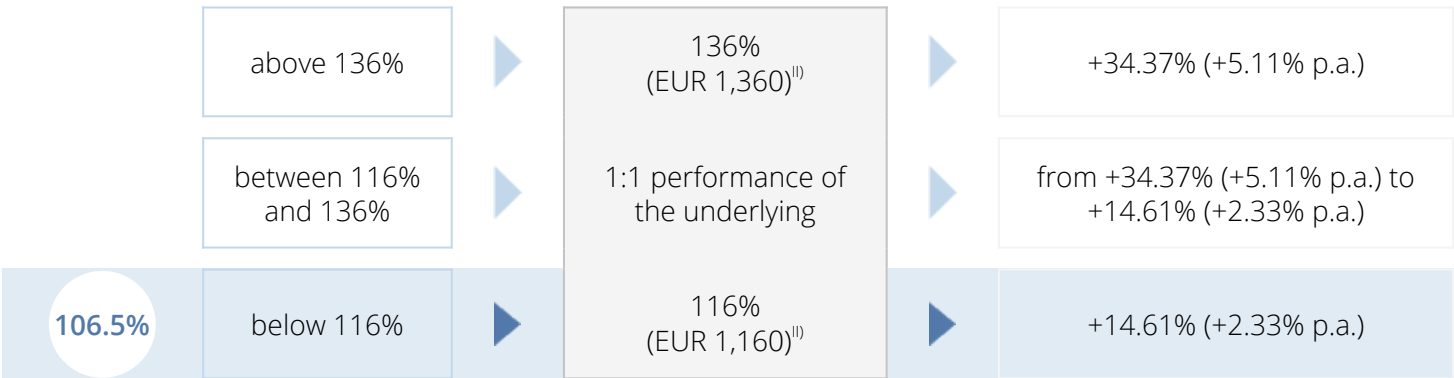 above 136%
136%
(EUR 1,360)II)
+34.37% (+5.11% p.a.)
between 116%
and 136%
1:1 performance of
the underlying
from +34.37% (+5.11% p.a.) to
+14.61% (+2.33% p.a.)
106.5%
below 116%
116%
(EUR 1,160)II)
+14.61% (+2.33% p.a.)